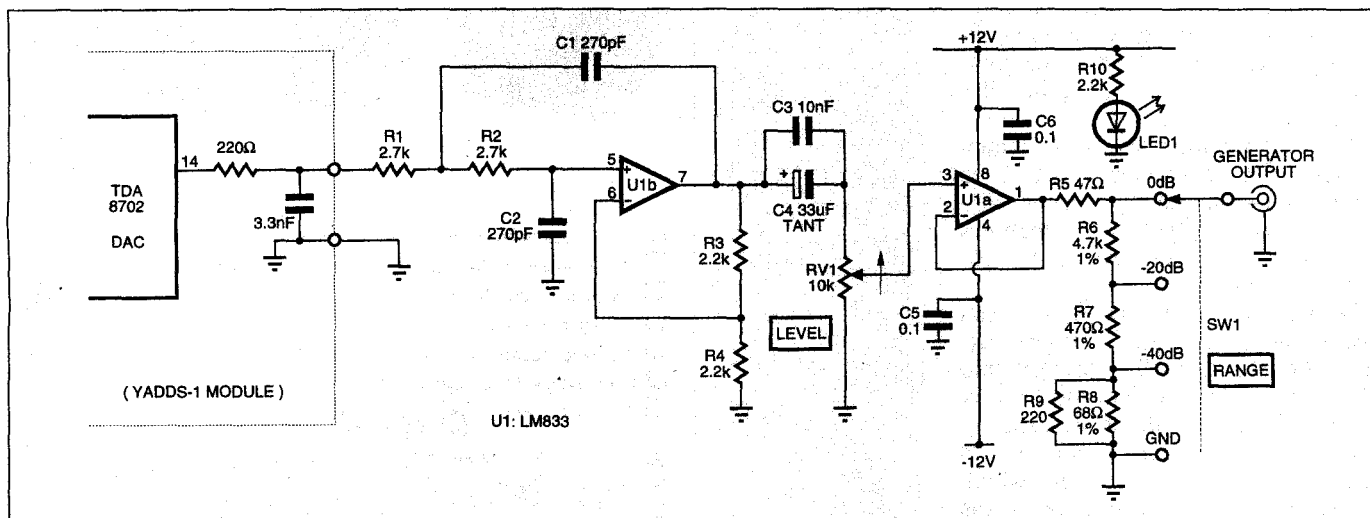 TDA
8702
DAC
14
220Ω
3.3nF
( YADDS-1 MODULE )
R1
2.7k
R2
2.7k
C1 270pF
C2
270pF
5
+
6
−
U1b
7
R3
2.2k
R4
2.2k
U1: LM833
C3 10nF
+
C4 33uF
TANT
RV1
10k
LEVEL
+12V
C6
0.1
R10
2.2k
LED1
3
+
2
−
U1a
8
1
4
C5
0.1
-12V
R5 47Ω
R6
4.7k
1%
R7
470Ω
1%
R9
220
R8
68Ω
1%
0dB
-20dB
-40dB
GND
GENERATOR
OUTPUT
SW1
RANGE